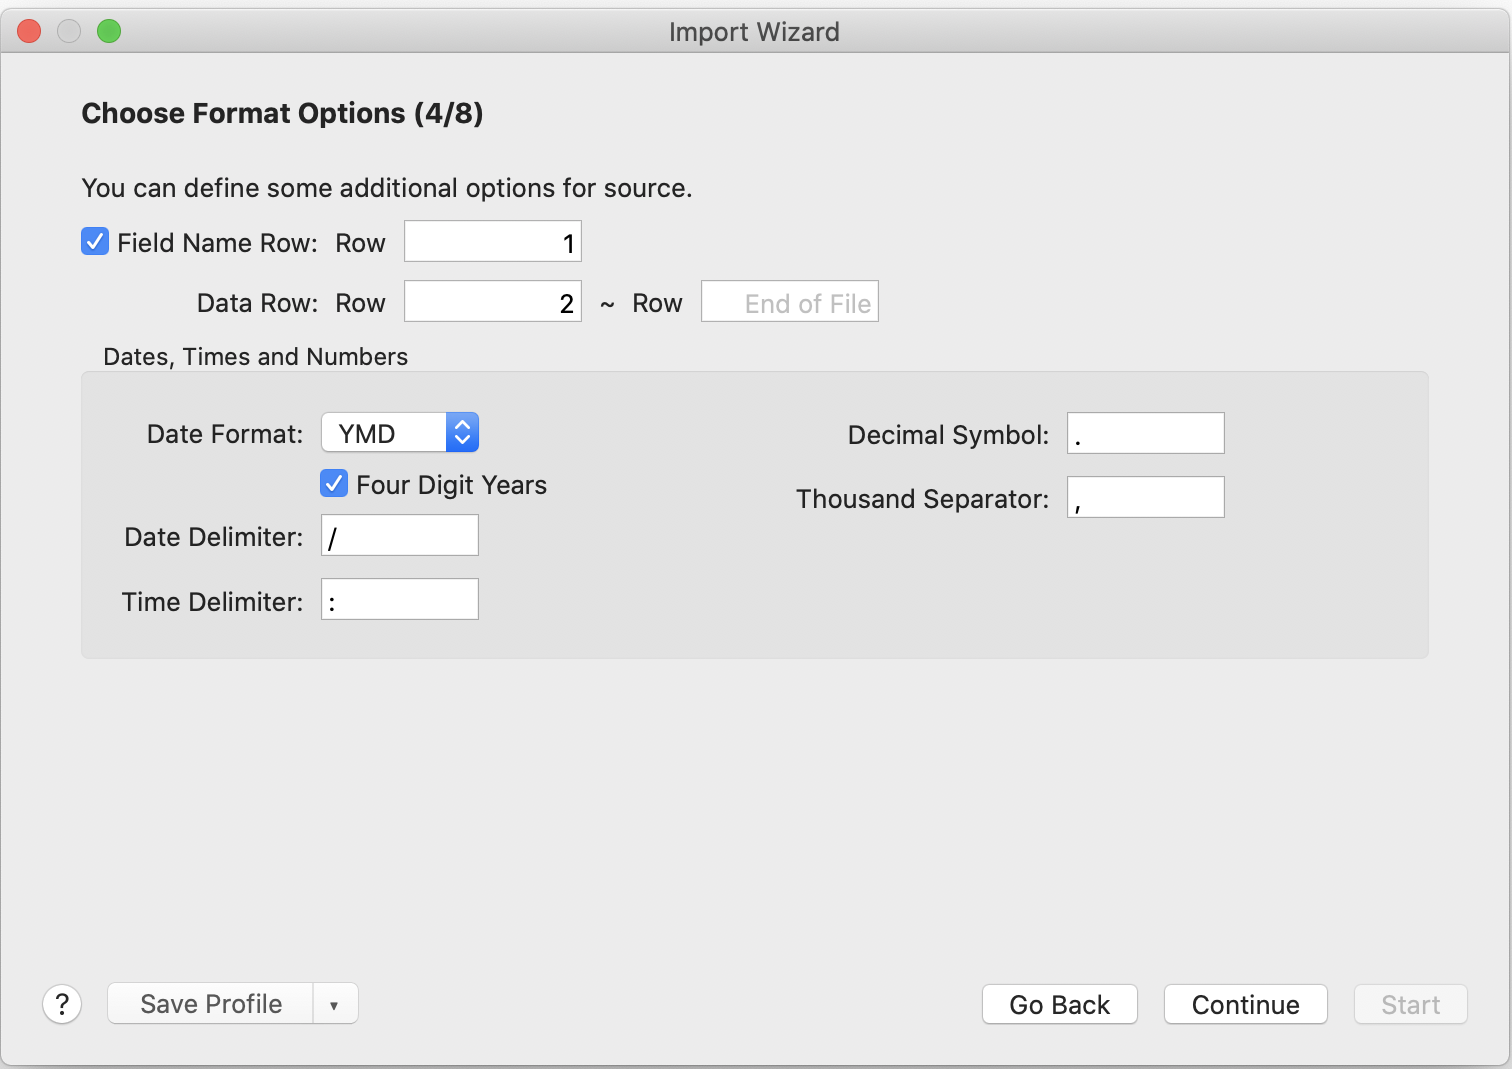 Import Wizard
Choose Format Options (4/8)
You can define some additional options for source.
Field Name Row: Row 1
Data Row: Row 2 ~ Row End of File
Dates, Times and Numbers
Date Format: YMD
Decimal Symbol: .
Four Digit Years
Thousand Separator: ,
Date Delimiter: /
Time Delimiter: :
? Save Profile Go Back Continue Start